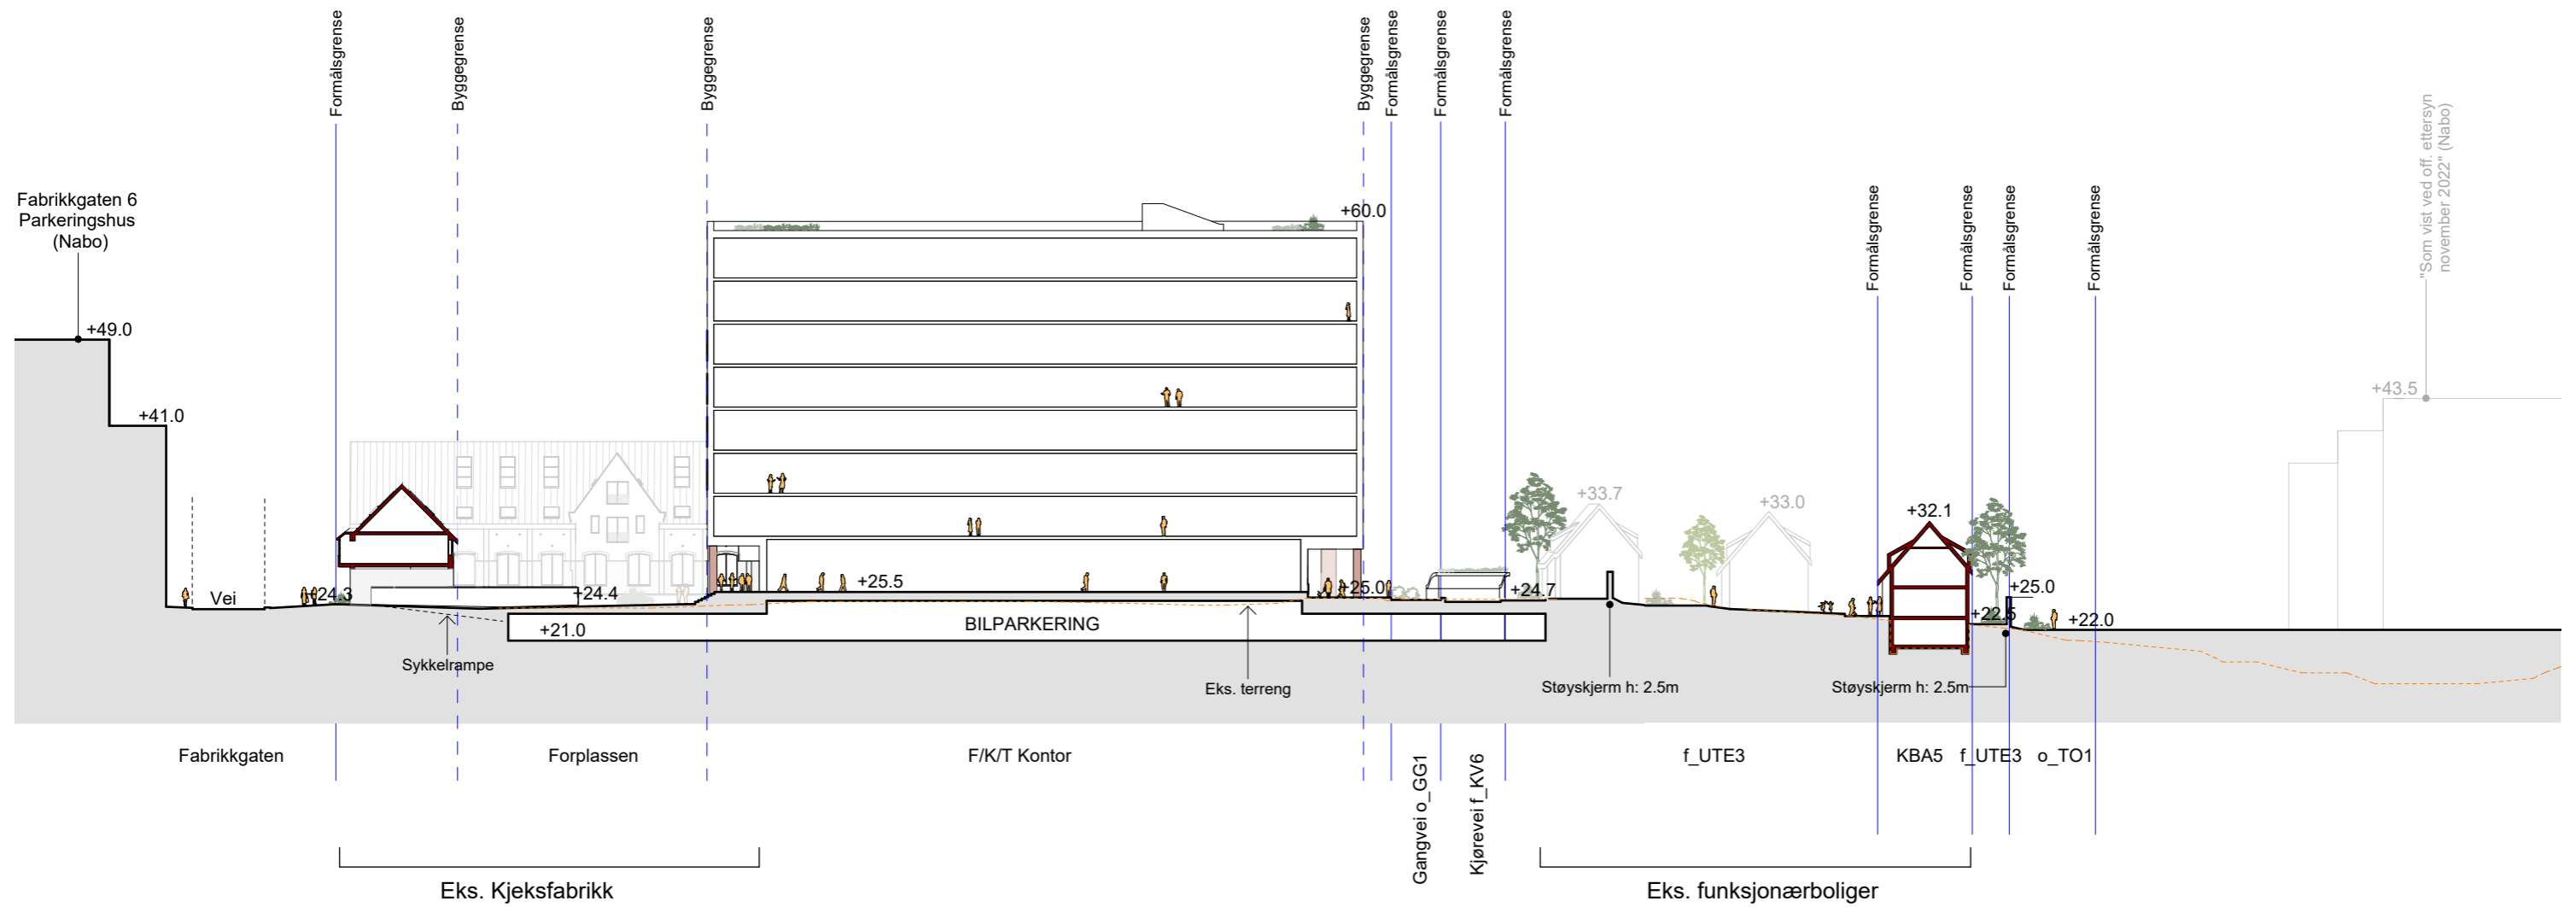 Formålsgrense
Byggegrense
Byggegrense
Byggegrense
Formålsgrense
Formålsgrense
Formålsgrense
"Som vist ved off. ettersyn
november 2022" (Nabo)
Formålsgrense
Formålsgrense
Formålsgrense
Formålsgrense
Fabrikkgaten 6
Parkeringshus
(Nabo)
+60.0
+49.0
+43.5
+41.0
+33.7
+33.0
+32.1
Vei
+24.3
+24.4
+25.5
+25.0
+24.7
+25.0
+22.5
+22.0
+21.0
BILPARKERING
Sykkelrampe
Eks. terreng
Støyskjerm h: 2.5m
Støyskjerm h: 2.5m
Fabrikkgaten
Forplassen
F/K/T Kontor
Gangvei o_GG1
Kjørevei f_KV6
f_UTE3
KBA5
f_UTE3
o_TO1
Eks. Kjeksfabrikk
Eks. funksjonærboliger